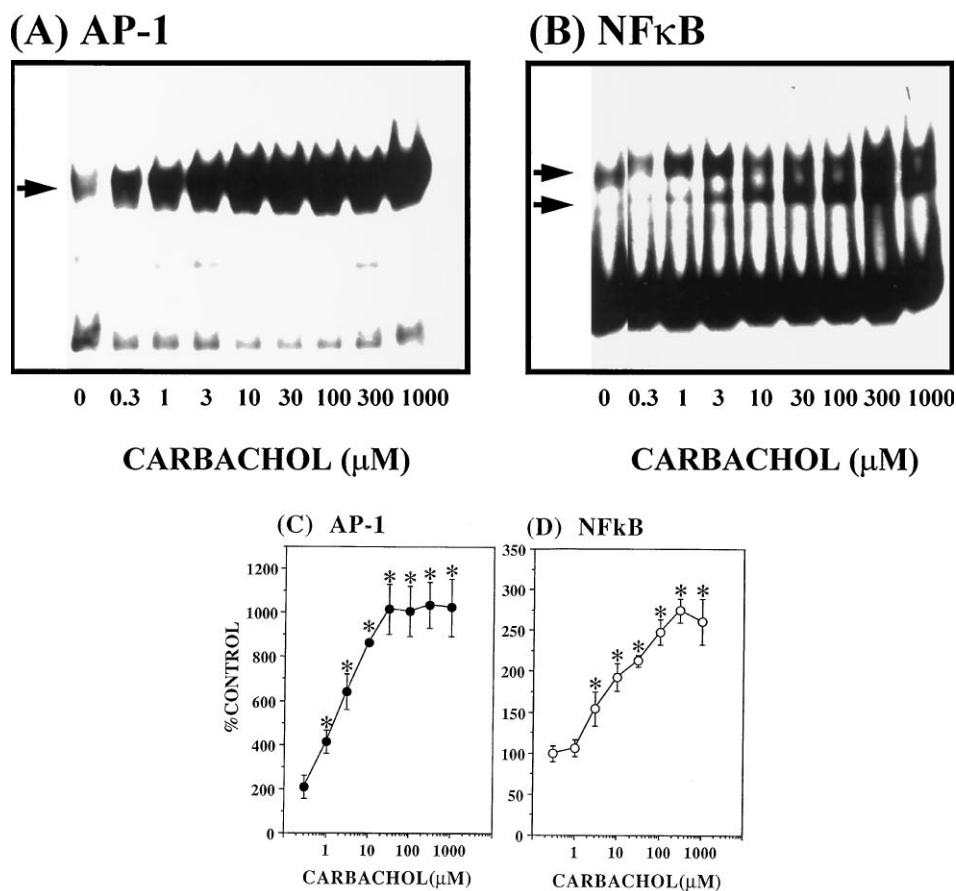 (A) AP-1
(B) NFκB
0 0.3 1 3 10 30 100 300 1000
CARBACHOL (μM)
0 0.3 1 3 10 30 100 300 1000
CARBACHOL (μM)
(C) AP-1
%CONTROL
1200
1000
800
600
400
200
0
* * * * * * *
1 10 100 1000
CARBACHOL(μM)
(D) NFkB
350
300
250
200
150
100
50
0
* * * * * *
1 10 100 1000
CARBACHOL(μM)